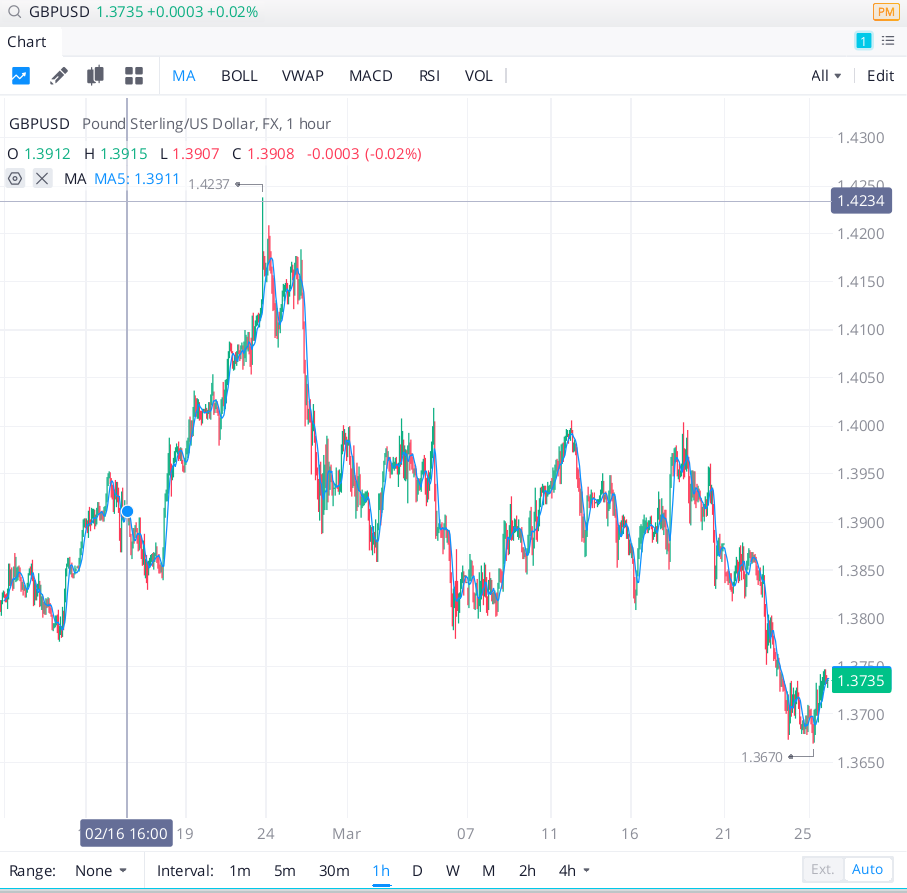 GBPUSD 1.3735 +0.0003 +0.02% PM
Chart 1
MA BOLL VWAP MACD RSI VOL All Edit
GBPUSD Pound Sterling/US Dollar, FX, 1 hour
O 1.3912 H 1.3915 L 1.3907 C 1.3908 -0.0003 (-0.02%)
MA MA5: 1.3911
1.4237
1.4300
1.4250
1.4234
1.4200
1.4150
1.4100
1.4050
1.4000
1.3950
1.3900
1.3850
1.3800
1.3750
1.3735
1.3700
1.3650
1.3670
02/16 16:00 19 24 Mar 07 11 16 21 25
Range: None Interval: 1m 5m 30m 1h D W M 2h 4h Ext. Auto